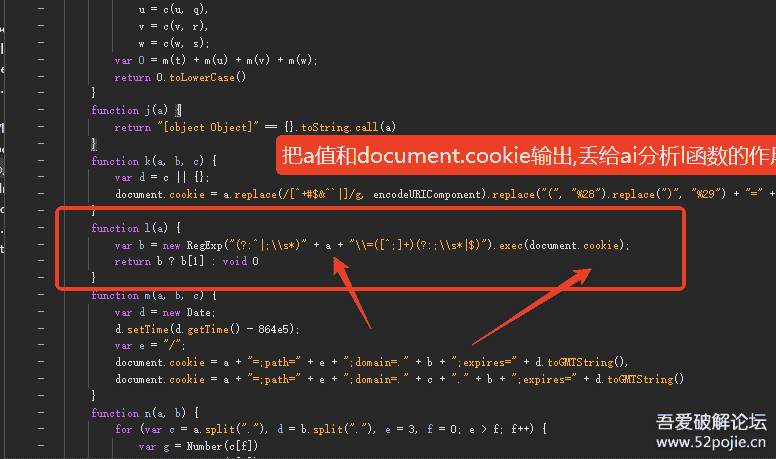 u = c(u, q),
v = c(v, r),
w = c(w, s);
var O = m(t) + m(u) + m(v) + m(w);
return O.toLowerCase()
}
function j(a) {
return "[object Object]" == {}.toString.call(a)
}
把a值和document.cookie输出,丢给ai分析l函数的作
function k(a, b, c) {
var d = c || {};
document.cookie = a.replace(/[^+#$&^`|]/g, encodeURIComponent).replace("(", "%28").replace(")", "%29") + "=" +
}
function l(a) {
var b = new RegExp("(?:^|;\\s*)" + a + "\\=([^;]+)(?:;\\s*|$)").exec(document.cookie);
return b ? b[1] : void 0
}
function m(a, b, c) {
var d = new Date;
d.setTime(d.getTime() - 864e5);
var e = "/";
document.cookie = a + "=;path=" + e + ";domain=." + b + ";expires=" + d.toGMTString(),
document.cookie = a + "=;path=" + e + ";domain=." + c + "." + b + ";expires=" + d.toGMTString()
}
function n(a, b) {
for (var c = a.split("."), d = b.split("."), e = 3, f = 0; e > f; f++) {
var g = Number(c[f])
吾爱破解论坛
www.52pojie.cn